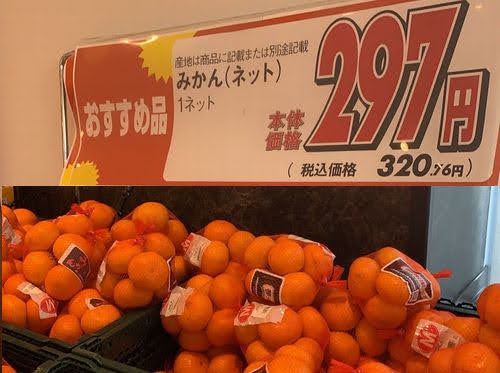 おすすめ品
産地は商品に記載または別途記載
みかん(ネット)
1ネット
本体
価格
297円
(税込価格 320.76円)